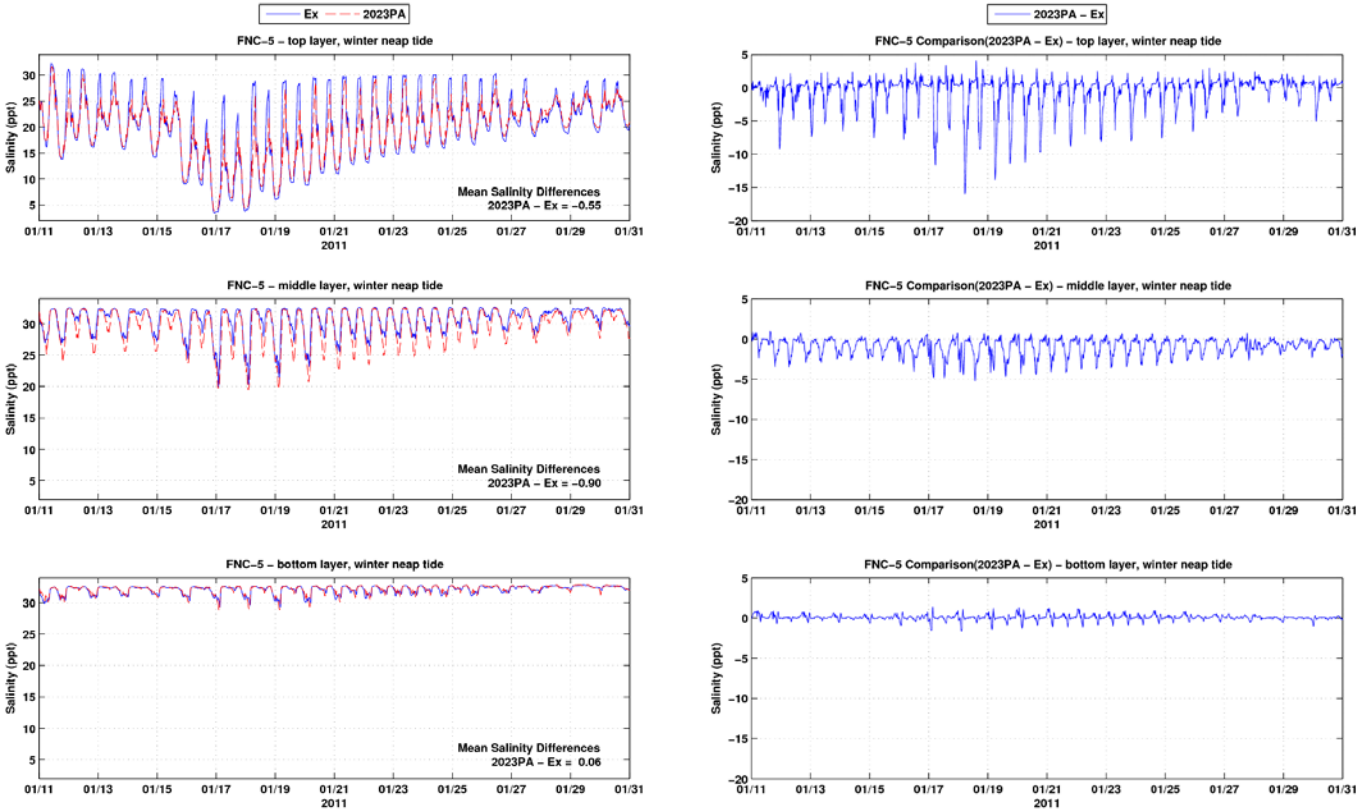 Ex 2023PA
FNC-5 - top layer, winter neap tide
Salinity (ppt)
30
25
20
15
10
5
Mean Salinity Differences
2023PA - Ex = -0.55
01/11 01/13 01/15 01/17 01/19 01/21 01/23 01/25 01/27 01/29 01/31
2011
2023PA - Ex
FNC-5 Comparison(2023PA - Ex) - top layer, winter neap tide
Salinity (ppt)
5
0
-5
-10
-15
-20
01/11 01/13 01/15 01/17 01/19 01/21 01/23 01/25 01/27 01/29 01/31
2011
FNC-5 - middle layer, winter neap tide
Salinity (ppt)
30
25
20
15
10
5
Mean Salinity Differences
2023PA - Ex = -0.90
01/11 01/13 01/15 01/17 01/19 01/21 01/23 01/25 01/27 01/29 01/31
2011
FNC-5 Comparison(2023PA - Ex) - middle layer, winter neap tide
Salinity (ppt)
5
0
-5
-10
-15
-20
01/11 01/13 01/15 01/17 01/19 01/21 01/23 01/25 01/27 01/29 01/31
2011
FNC-5 - bottom layer, winter neap tide
Salinity (ppt)
30
25
20
15
10
5
Mean Salinity Differences
2023PA - Ex = 0.06
01/11 01/13 01/15 01/17 01/19 01/21 01/23 01/25 01/27 01/29 01/31
2011
FNC-5 Comparison(2023PA - Ex) - bottom layer, winter neap tide
Salinity (ppt)
5
0
-5
-10
-15
-20
01/11 01/13 01/15 01/17 01/19 01/21 01/23 01/25 01/27 01/29 01/31
2011